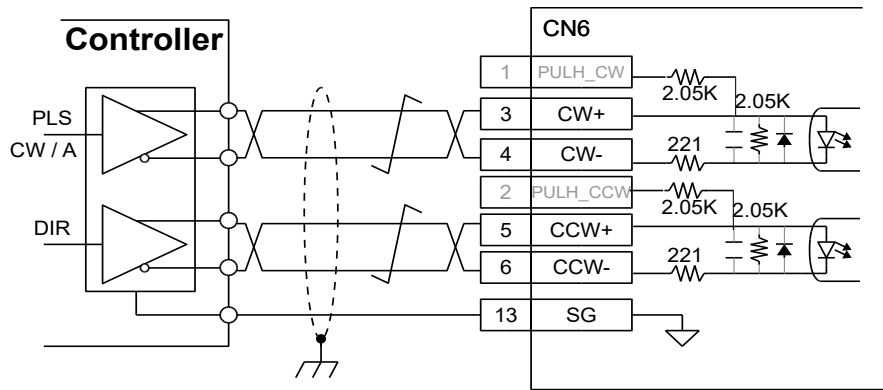 Controller
CN6
1 PULH_CW
2.05K
2.05K
PLS
3 CW+
CW / A
4 CW-
221
2 PULH_CCW
2.05K
2.05K
DIR
5 CCW+
6 CCW-
221
13 SG